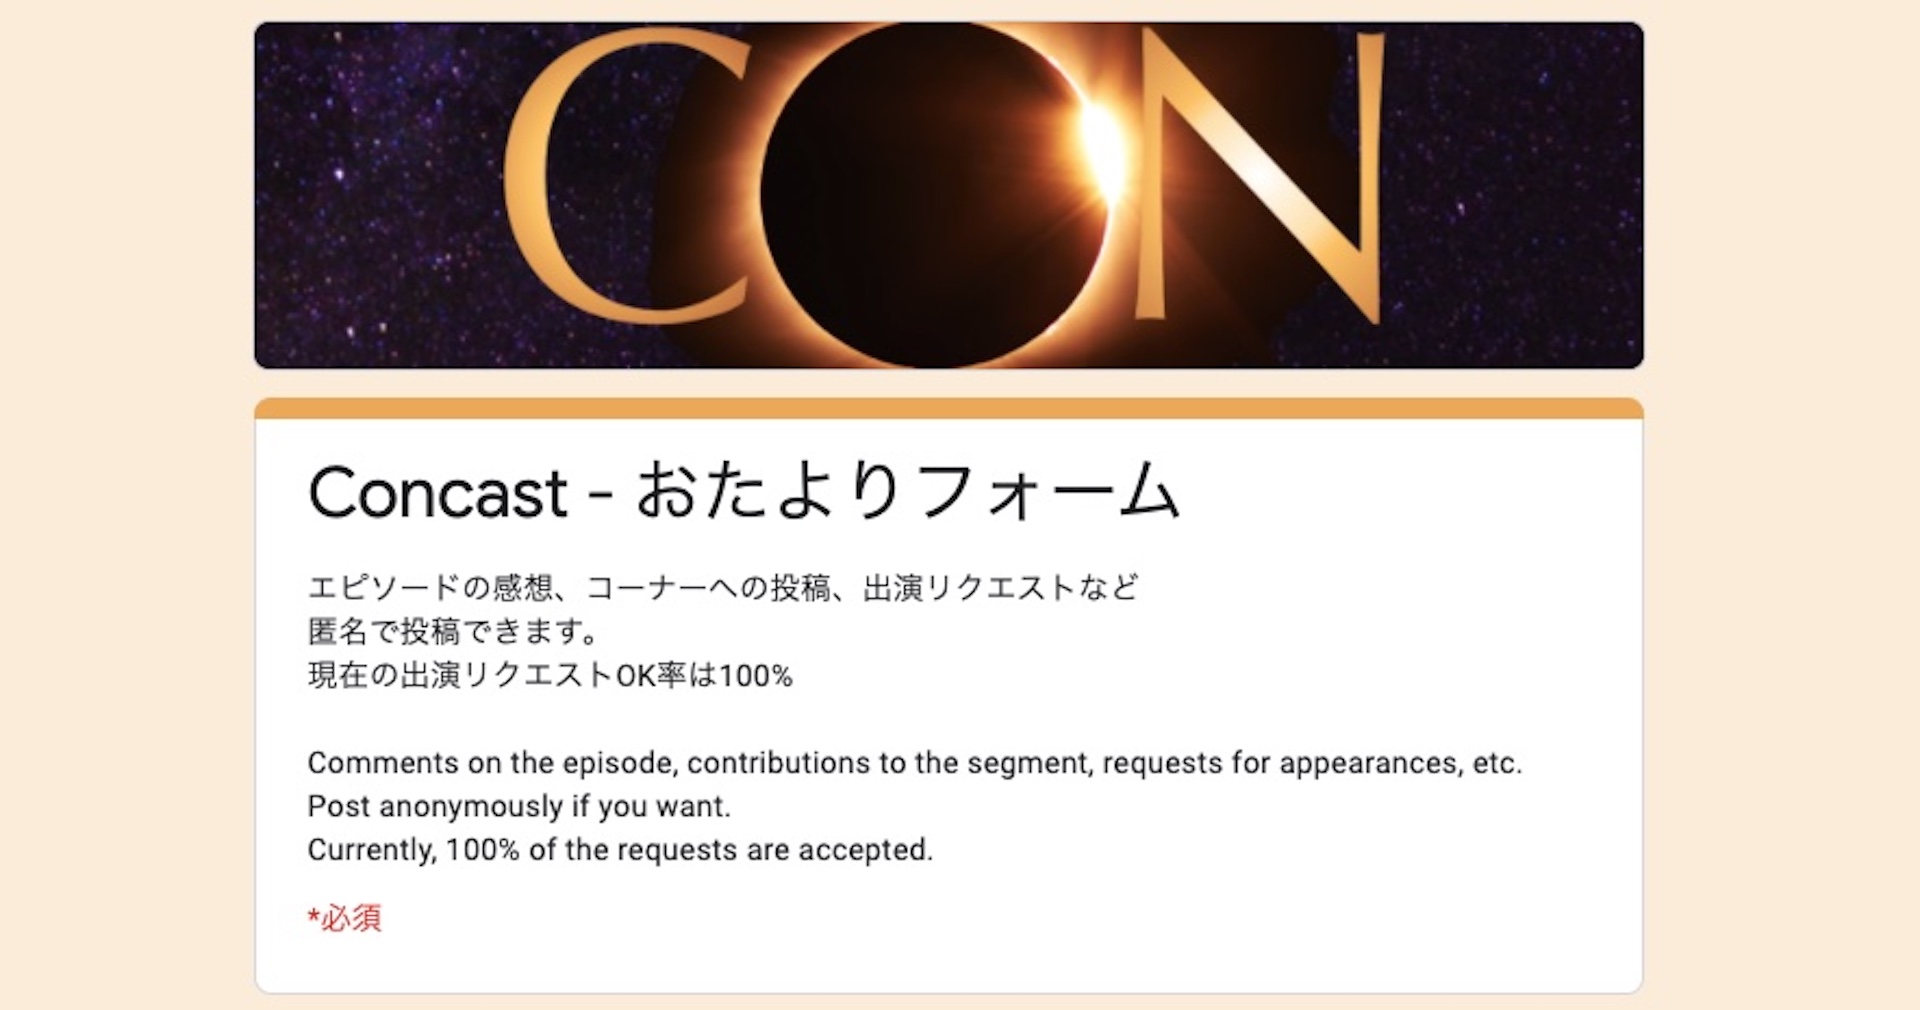 CON
Concast - おたよりフォーム
エピソードの感想、コーナーへの投稿、出演リクエストなど
匿名で投稿できます。
現在の出演リクエストOK率は100%
Comments on the episode, contributions to the segment, requests for appearances, etc.
Post anonymously if you want.
Currently, 100% of the requests are accepted.
*必須